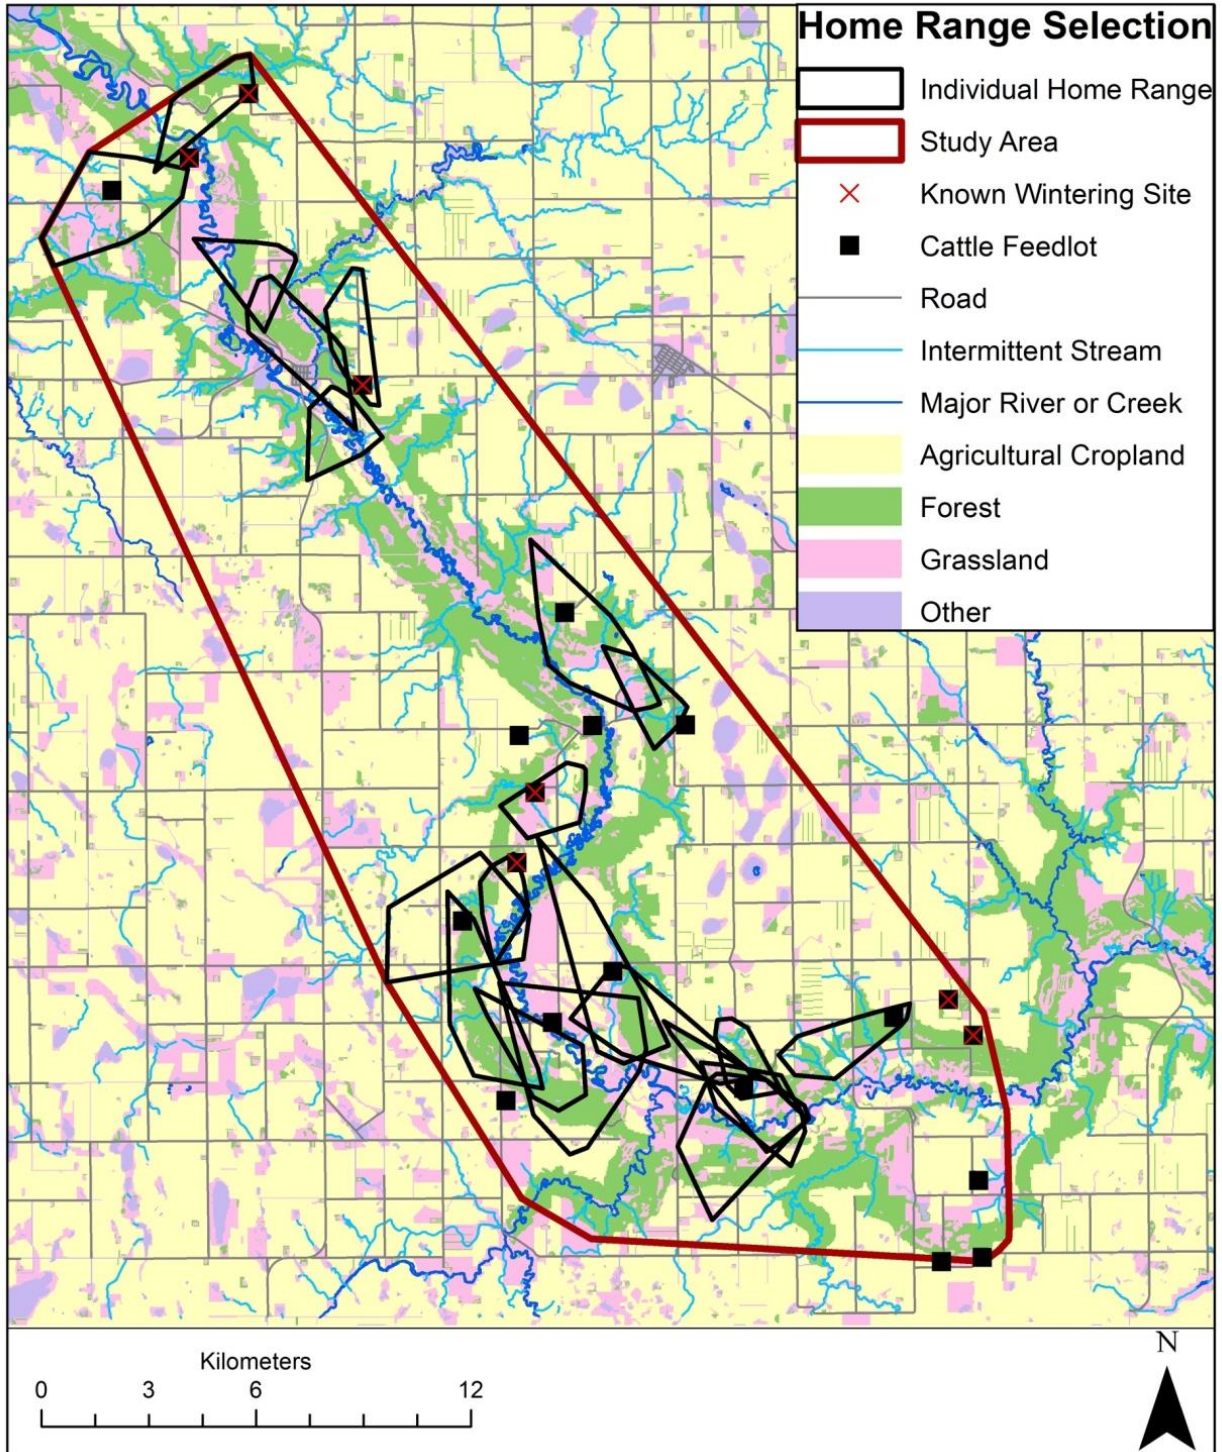 Home Range Selection
Individual Home Range
Study Area
Known Wintering Site
Cattle Feedlot
Road
Intermittent Stream
Major River or Creek
Agricultural Cropland
Forest
Grassland
Other
Kilometers
0 3 6 12
N